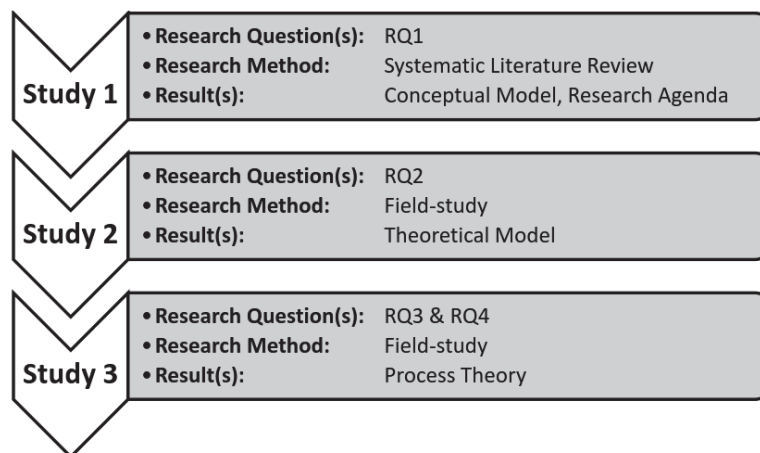 Study 1
• Research Question(s): RQ1
• Research Method: Systematic Literature Review
• Result(s): Conceptual Model, Research Agenda
Study 2
• Research Question(s): RQ2
• Research Method: Field-study
• Result(s): Theoretical Model
Study 3
• Research Question(s): RQ3 & RQ4
• Research Method: Field-study
• Result(s): Process Theory